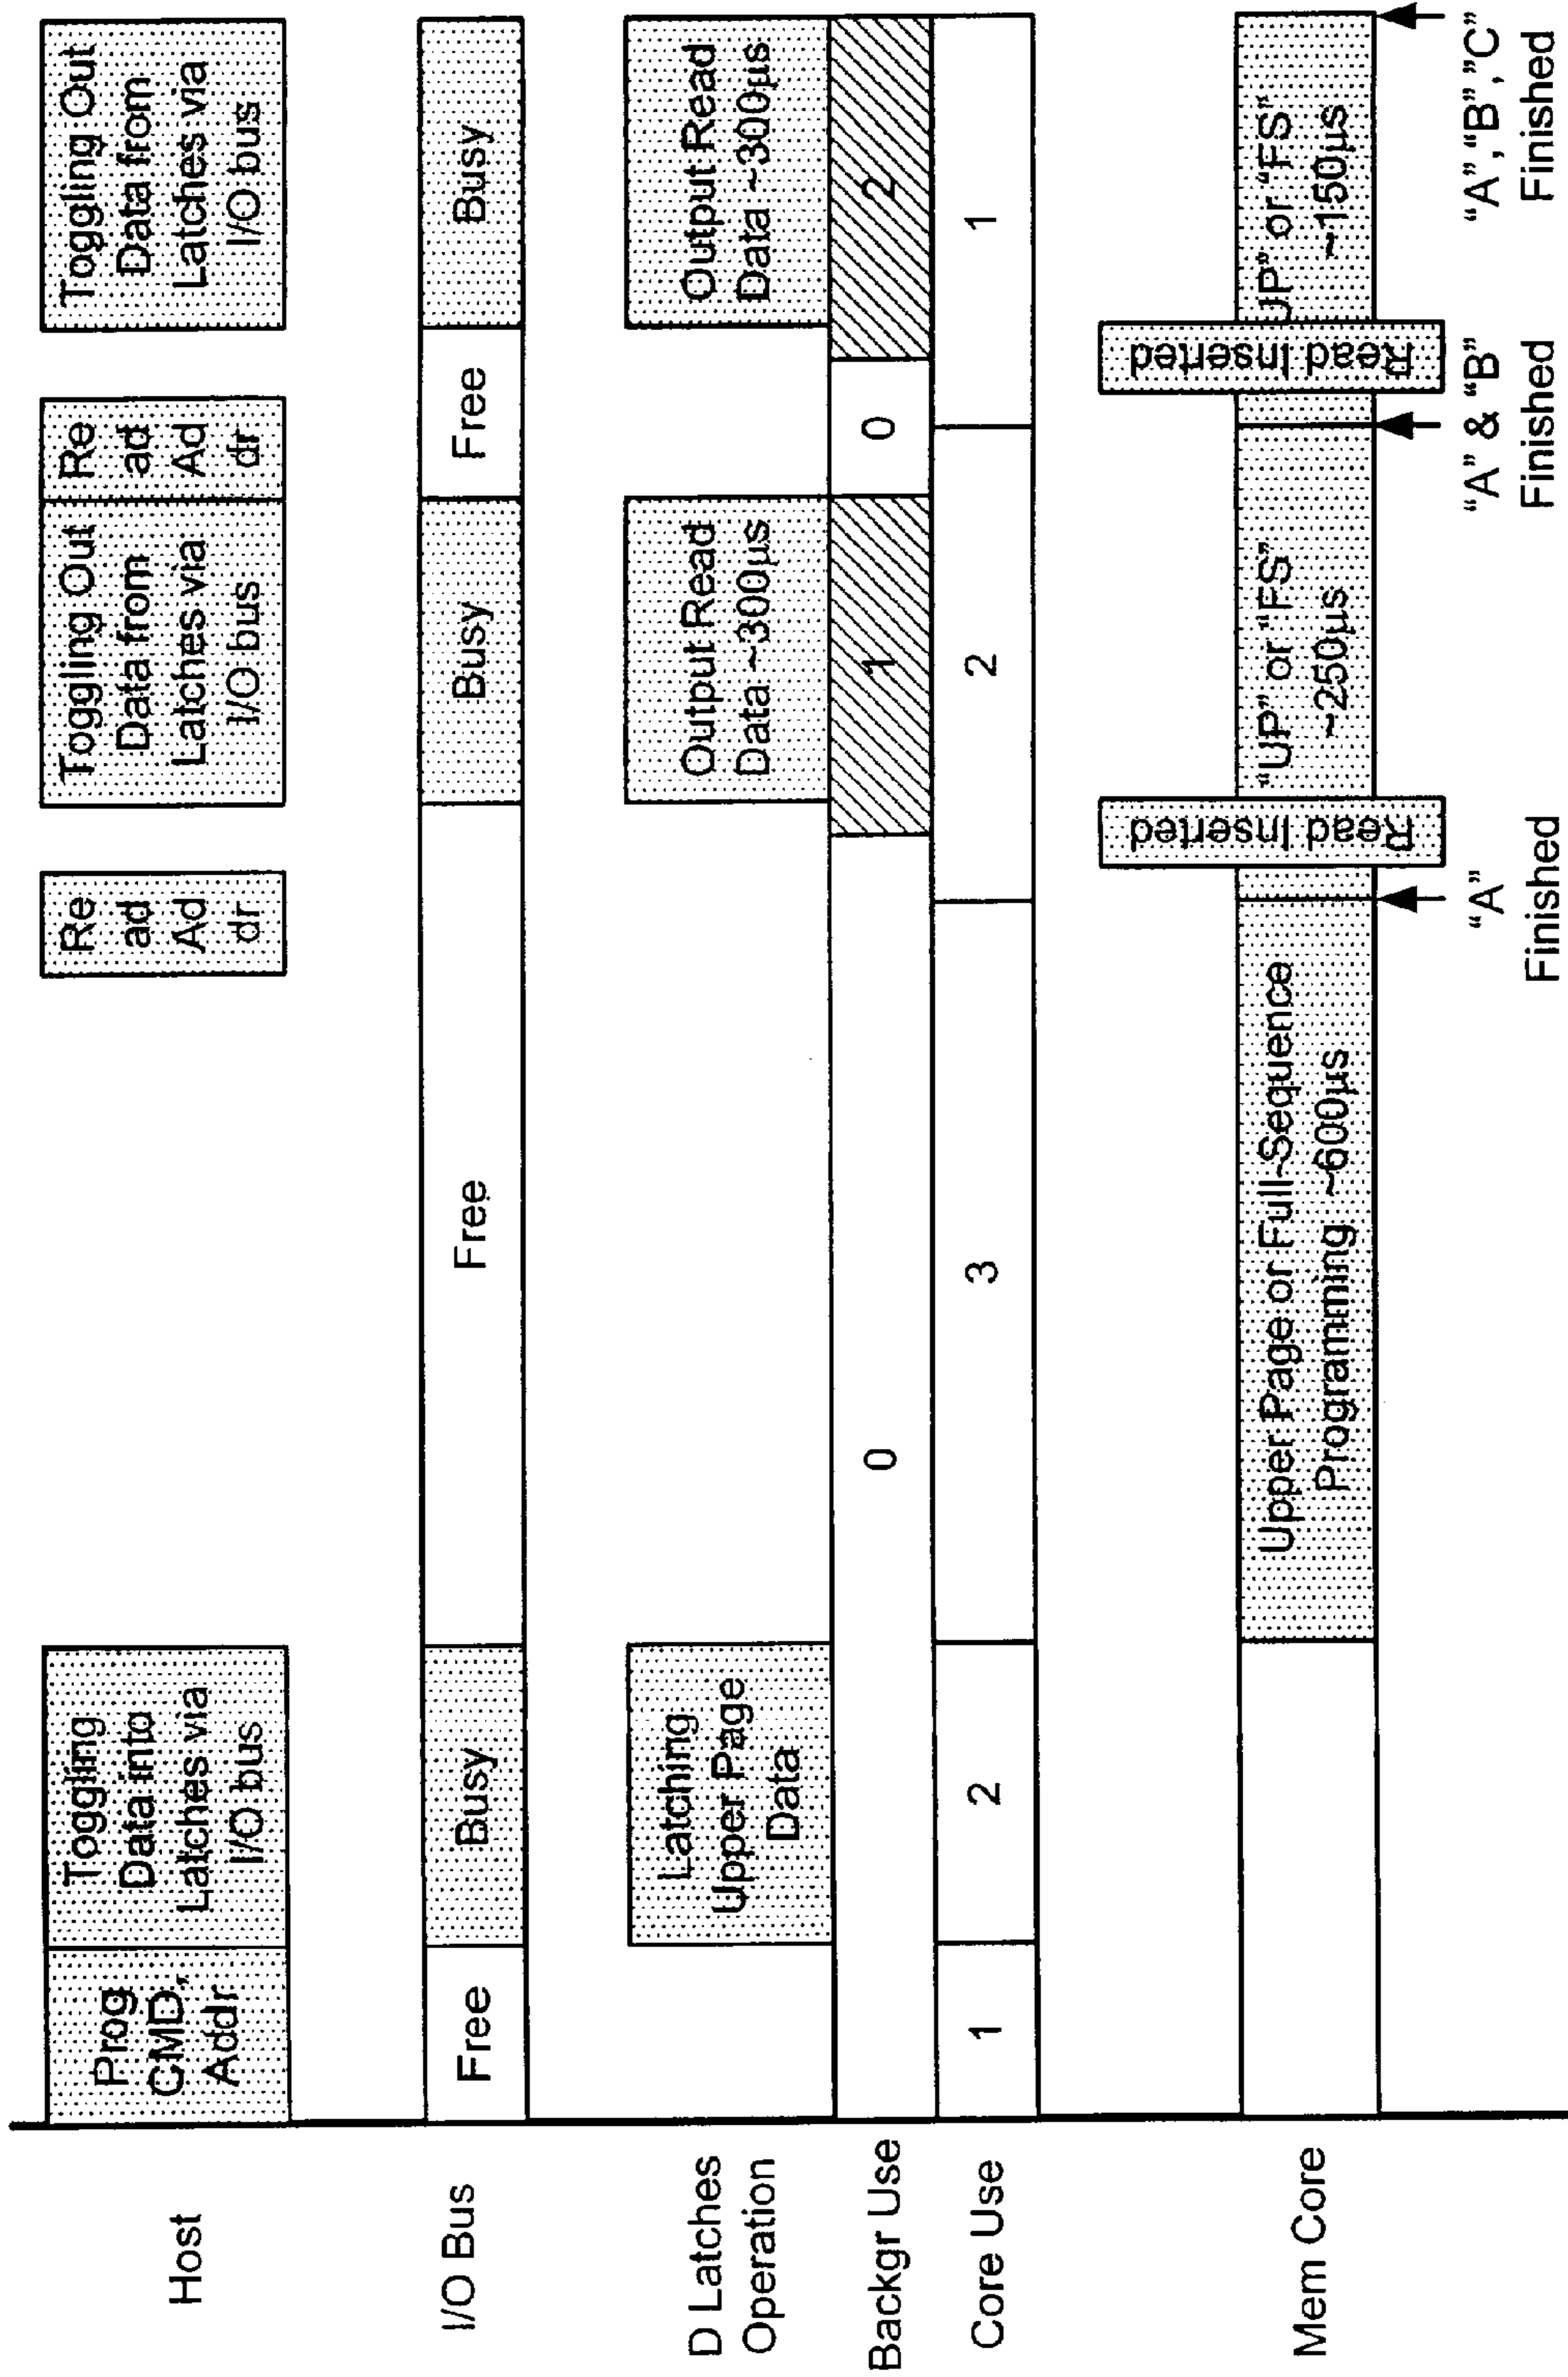 Host
Prog
CMD,
Addr
Toggling
Data into
Latches via
I/O bus
Re
ad
Ad
dr
Toggling Out
Data from
Latches via
I/O bus
Re
ad
Ad
dr
Toggling Out
Data from
Latches via
I/O bus
I/O Bus
Free
Busy
Free
Busy
Free
Busy
D Latches
Operation
Latching
Upper Page
Data
Output Read
Data ~300µs
Output Read
Data ~300µs
Backgr Use
0
1
0
2
Core Use
1
2
3
2
1
Mem Core
Upper Page or Full-Sequence
Programming ~600µs
Read Inserted
"UP" or "FS"
~250µs
Read Inserted
"UP" or "FS"
~150µs
"A"
Finished
"A" & "B"
Finished
"A","B","C"
Finished